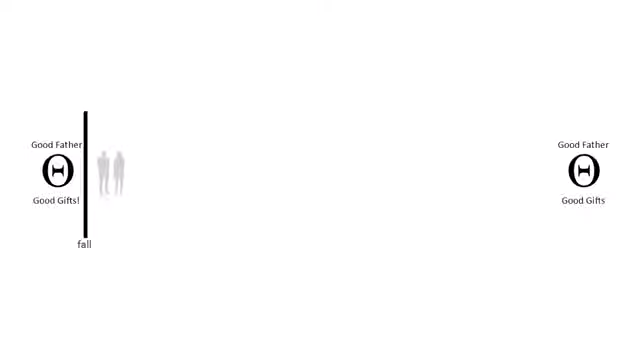 Good Father
Θ
Good Gifts!
fall
Good Father
Θ
Good Gifts